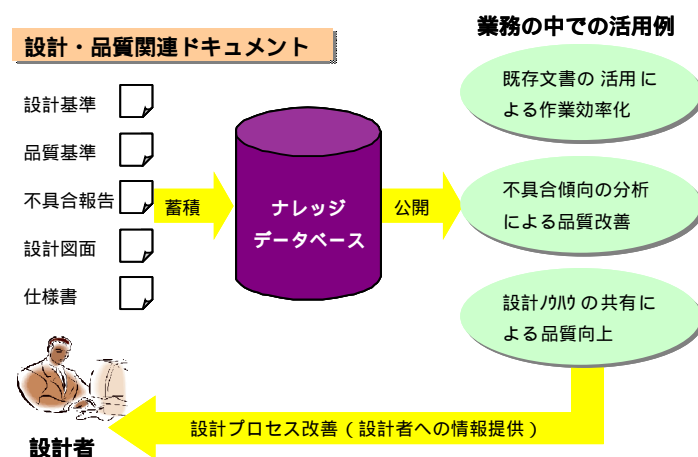 業務の中での活用例
設計・品質関連ドキュメント
設計基準
品質基準
不具合報告
設計図面
仕様書
蓄積
ナレッジ
データベース
公開
既存文書の活用に
よる作業効率化
不具合傾向の分析
による品質改善
設計ノウハウの共有に
よる品質向上
設計プロセス改善(設計者への情報提供)
設計者